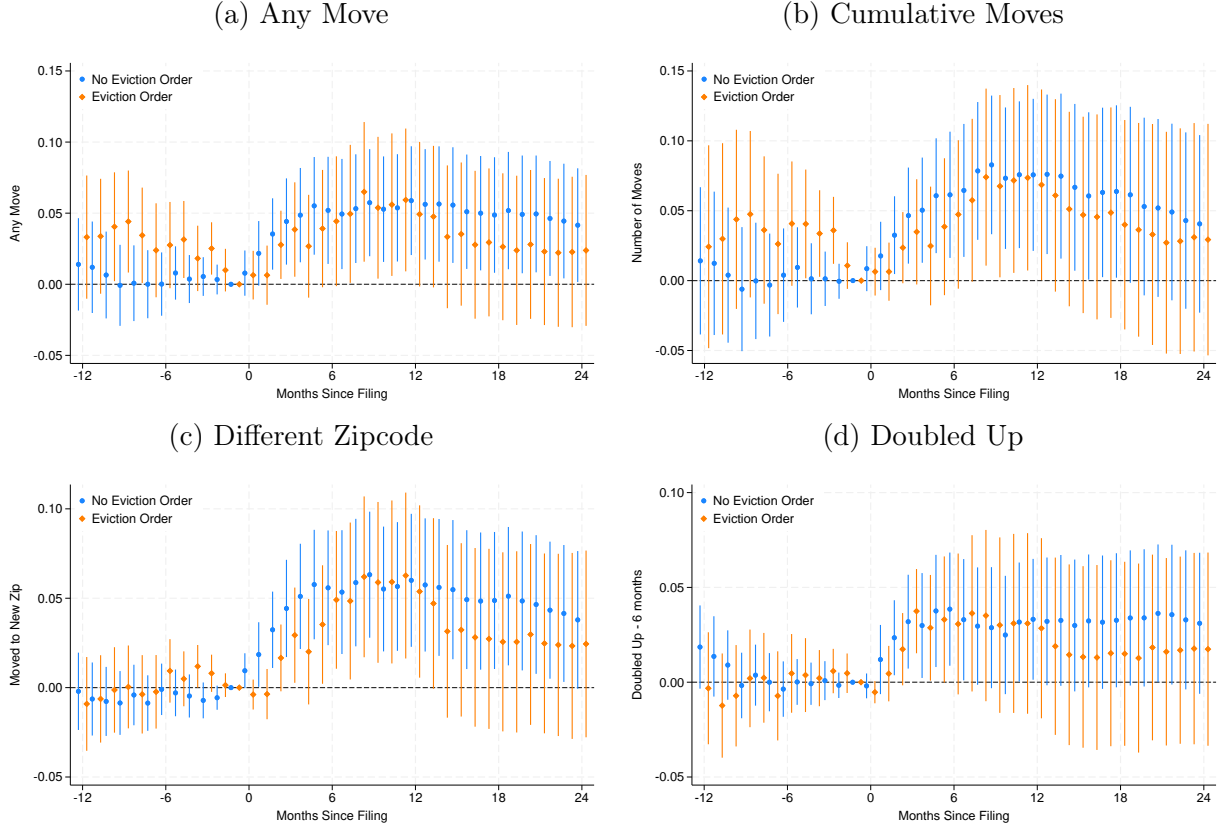 (a) Any Move
0.15
0.10
0.05
0.00
-0.05
Any Move
No Eviction Order
Eviction Order
-12 -6 0 6 12 18 24
Months Since Filing
(b) Cumulative Moves
0.15
0.10
0.05
0.00
-0.05
Number of Moves
No Eviction Order
Eviction Order
-12 -6 0 6 12 18 24
Months Since Filing
(c) Different Zipcode
0.10
0.05
0.00
-0.05
Moved to New Zip
No Eviction Order
Eviction Order
-12 -6 0 6 12 18 24
Months Since Filing
(d) Doubled Up
0.10
0.05
0.00
-0.05
Doubled Up - 6 months
No Eviction Order
Eviction Order
-12 -6 0 6 12 18 24
Months Since Filing